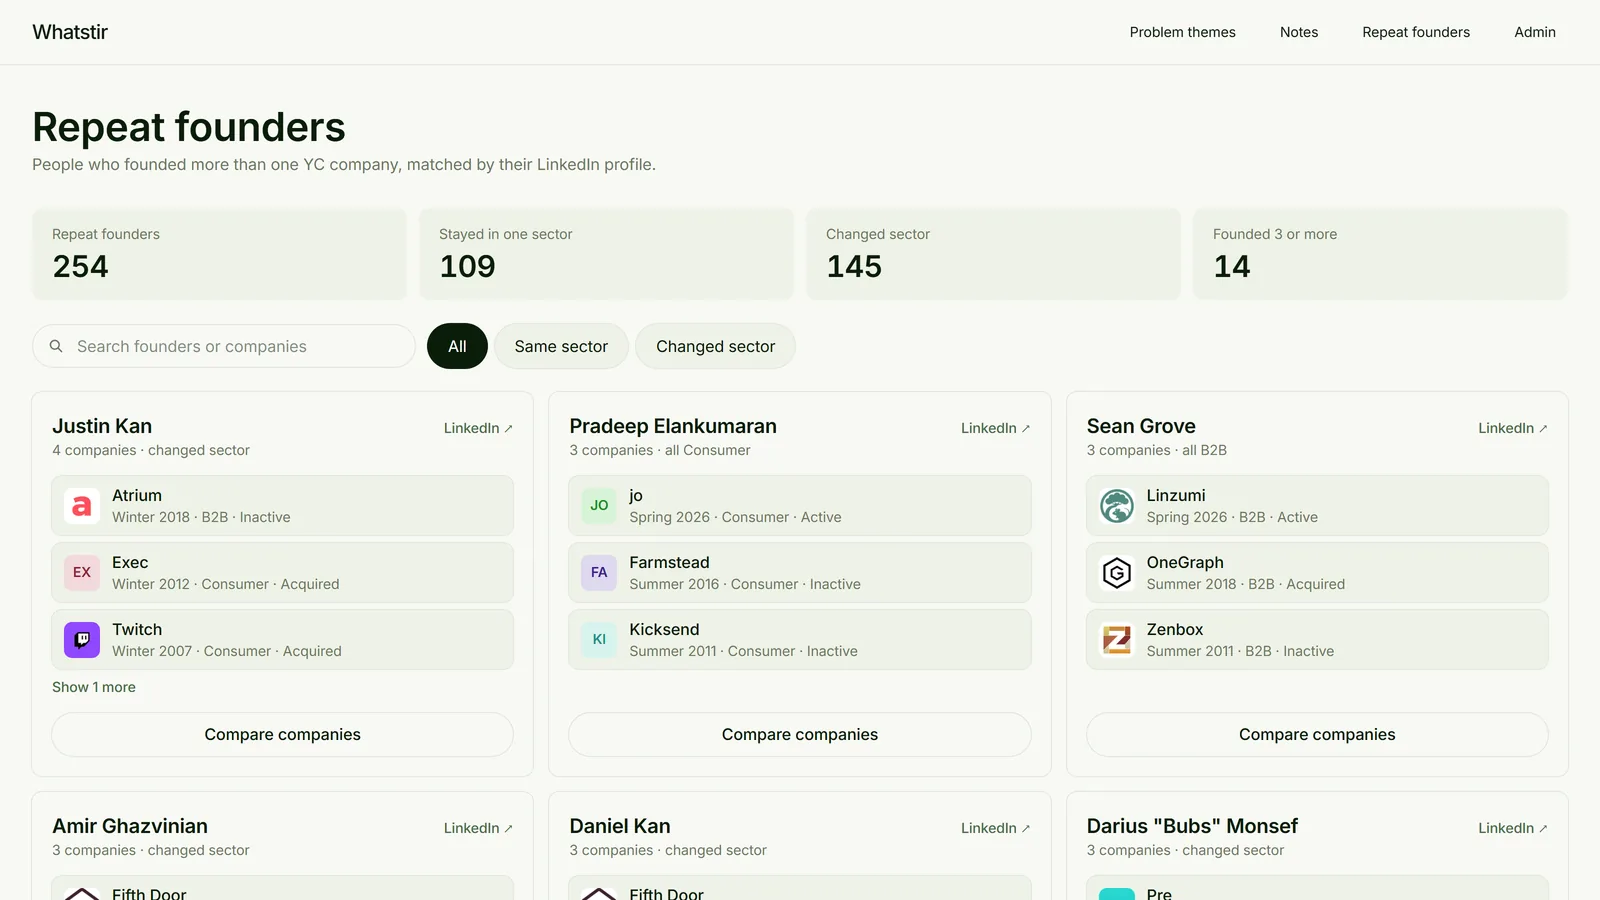 Whatstir
Problem themes
Notes
Repeat founders
Admin
Repeat founders
People who founded more than one YC company, matched by their LinkedIn profile.
Repeat founders
254
Stayed in one sector
109
Changed sector
145
Founded 3 or more
14
Search founders or companies
All
Same sector
Changed sector
Justin Kan
LinkedIn ↗
4 companies · changed sector
a
Atrium
Winter 2018 · B2B · Inactive
EX
Exec
Winter 2012 · Consumer · Acquired
Twitch
Winter 2007 · Consumer · Acquired
Show 1 more
Compare companies
Pradeep Elankumaran
LinkedIn ↗
3 companies · all Consumer
JO
jo
Spring 2026 · Consumer · Active
FA
Farmstead
Summer 2016 · Consumer · Inactive
KI
Kicksend
Summer 2011 · Consumer · Inactive
Compare companies
Sean Grove
LinkedIn ↗
3 companies · all B2B
Linzumi
Spring 2026 · B2B · Active
G
OneGraph
Summer 2018 · B2B · Acquired
Z
Zenbox
Summer 2011 · B2B · Inactive
Compare companies
Amir Ghazvinian
LinkedIn ↗
3 companies · changed sector
Fifth Door
Daniel Kan
LinkedIn ↗
3 companies · changed sector
Fifth Door
Darius "Bubs" Monsef
LinkedIn ↗
3 companies · changed sector
Pre